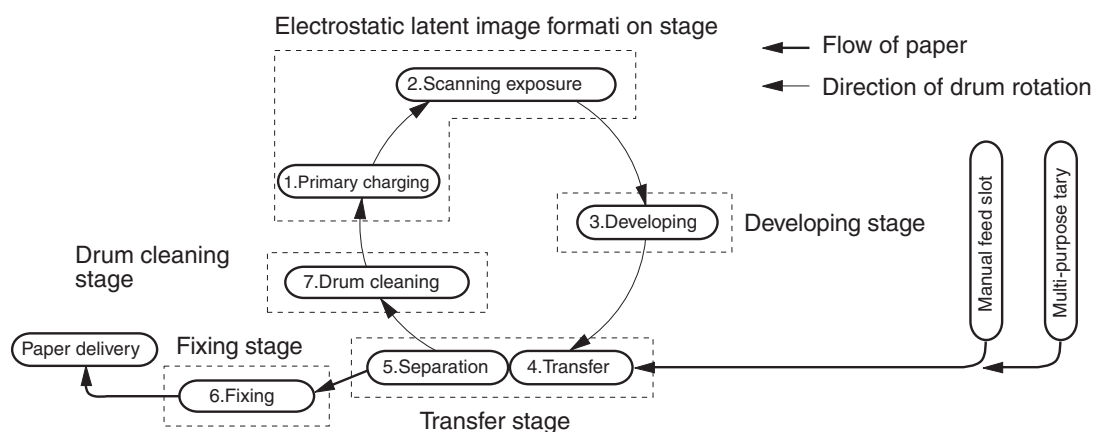 Electrostatic latent image formati on stage
Flow of paper
Direction of drum rotation
2.Scanning exposure
1.Primary charging
3.Developing
Developing stage
Manual feed slot
Multi-purpose tary
Drum cleaning
stage
7.Drum cleaning
Paper delivery
Fixing stage
5.Separation
4.Transfer
6.Fixing
Transfer stage